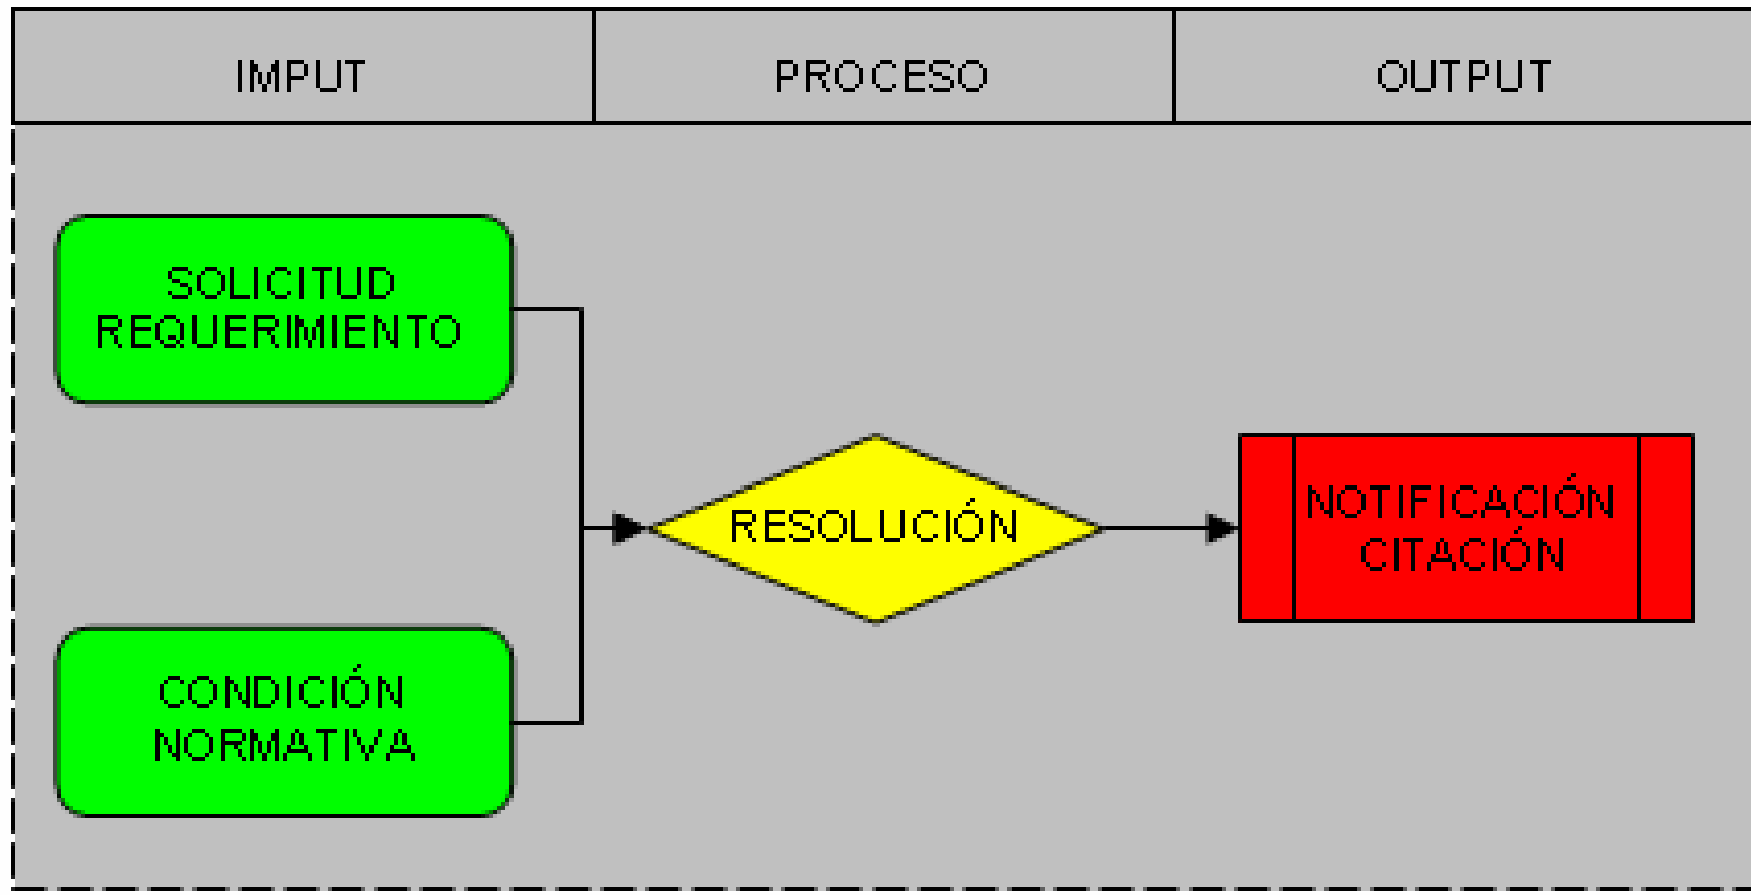 IMPUT
PROCESO
OUTPUT
SOLICITUD
REQUERIMIENTO
RESOLUCIÓN
NOTIFICACIÓN
CITACIÓN
CONDICIÓN
NORMATIVA